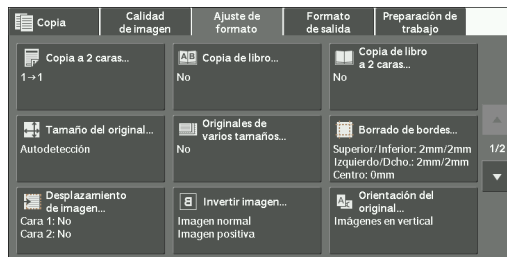 Copia
Calidad
de imagen
Ajuste de
formato
Formato
de salida
Preparación de
trabajo
Copia a 2 caras...
1→1
AB Copia de libro...
No
Copia de libro
a 2 caras...
No
Tamaño del original...
Autodetección
Originales de
varios tamaños...
No
Borrado de bordes...
Superior/Inferior: 2mm/2mm
Izquierdo/Dcho.: 2mm/2mm
Centro: 0mm
1/2
Desplazamiento
de imagen...
Cara 1: No
Cara 2: No
Invertir imagen...
Imagen normal
Imagen positiva
Orientación del
original...
Imágenes en vertical